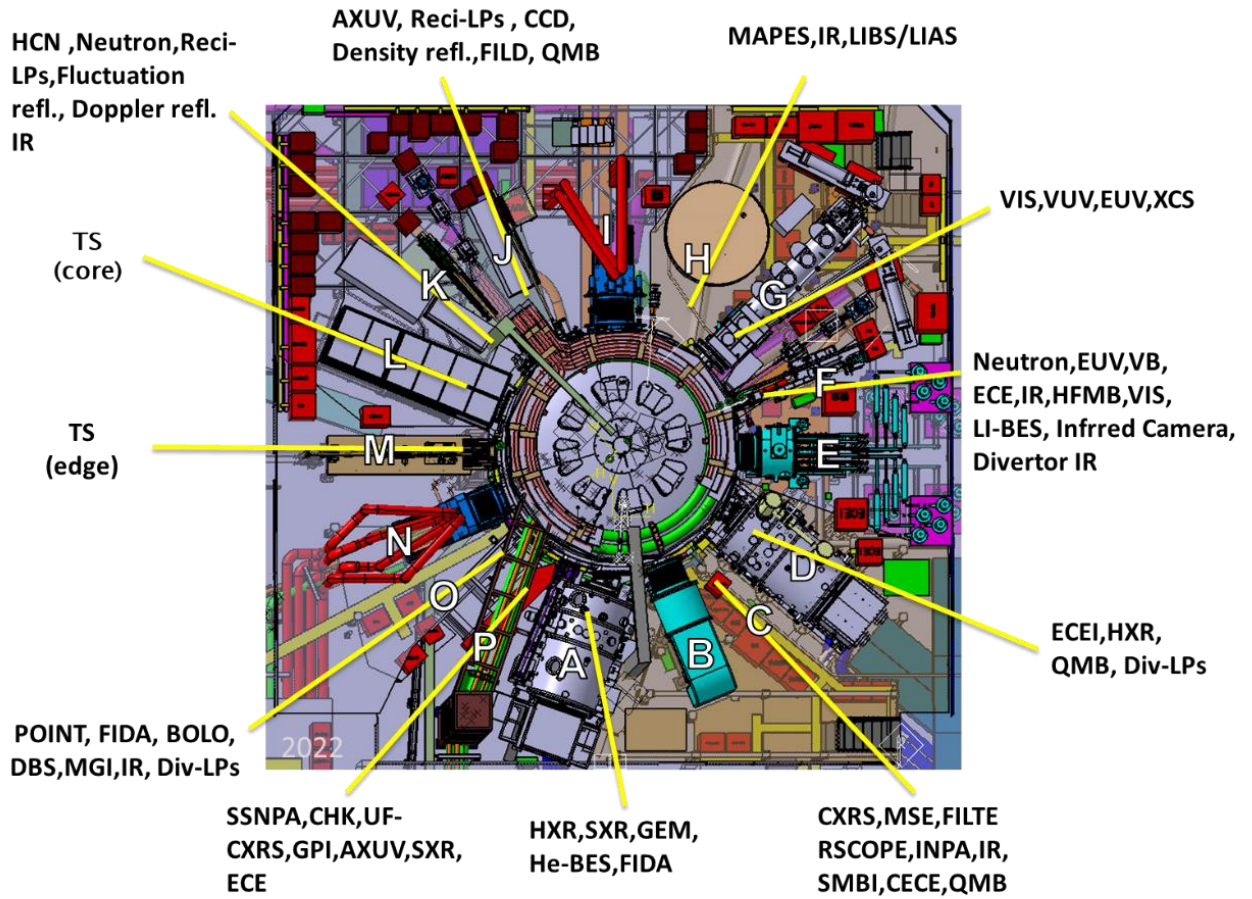 AXUV, Reci-LPs , CCD,
Density refl.,FILD, QMB
HCN ,Neutron,Reci-
LPs,Fluctuation
refl., Doppler refl.
IR
MAPES,IR,LIBS/LIAS
VIS,VUV,EUV,XCS
TS
(core)
TS
(edge)
Neutron,EUV,VB,
ECE,IR,HFMB,VIS,
LI-BES, Infrred Camera,
Divertor IR
I
J
H
K
G
L
F
M
E
N
D
O
C
P
A
B
ECEI
ECEI
H
H
2022
ECEI,HXR,
QMB, Div-LPs
POINT, FIDA, BOLO,
DBS,MGI,IR, Div-LPs
SSNPA,CHK,UF-
CXRS,GPI,AXUV,SXR,
ECE
HXR,SXR,GEM,
He-BES,FIDA
CXRS,MSE,FILTE
RSCOPE,INPA,IR,
SMBI,CECE,QMB